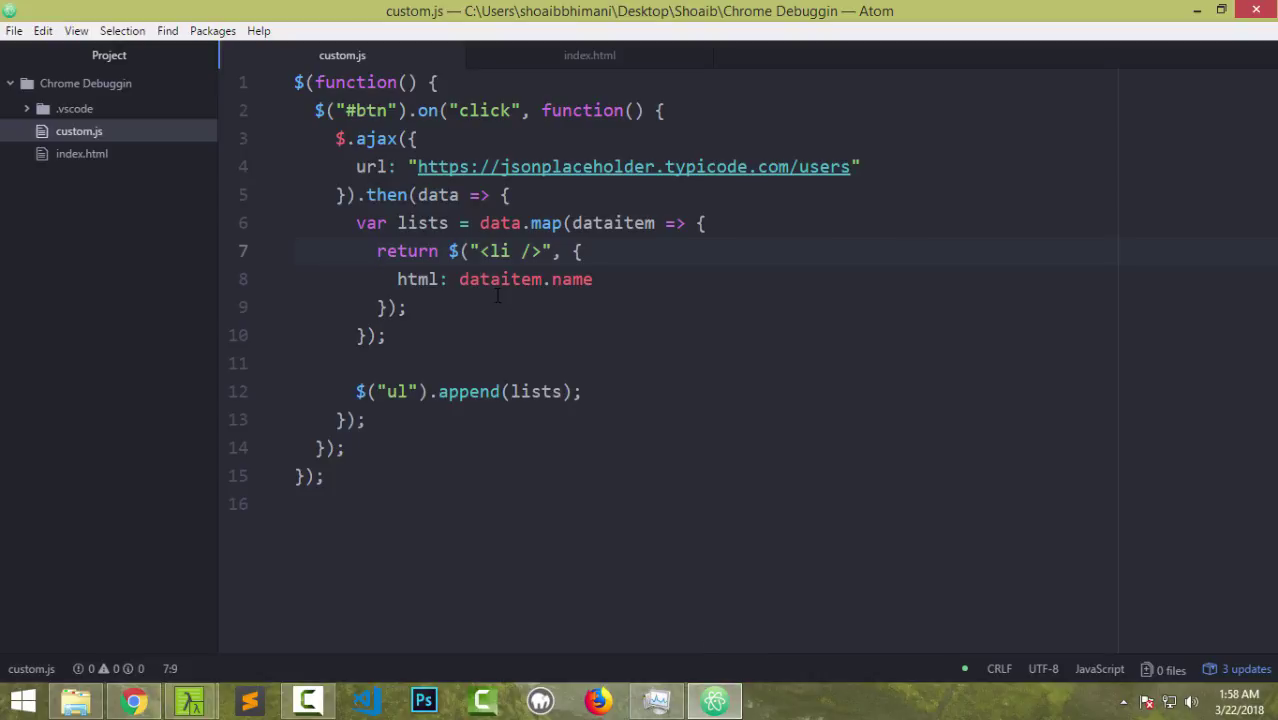 custom.js — C:\Users\shoaibbhimani\Desktop\Shoaib\Chrome Debuggin — Atom
File Edit View Selection Find Packages Help
Project
custom.js
index.html
Chrome Debuggin
.vscode
custom.js
index.html
1 $(function() {
2 $("#btn").on("click", function() {
3 $.ajax({
4 url: "https://jsonplaceholder.typicode.com/users"
5 }).then(data => {
6 var lists = data.map(dataitem => {
7 return $("<li />", {
8 html: dataitem.name
9 });
10 });
11
12 $("ul").append(lists);
13 });
14 });
15 });
16
custom.js 0 0 0 7:9
CRLF UTF-8 JavaScript 0 files 3 updates
Ps
1:58 AM
3/22/2018